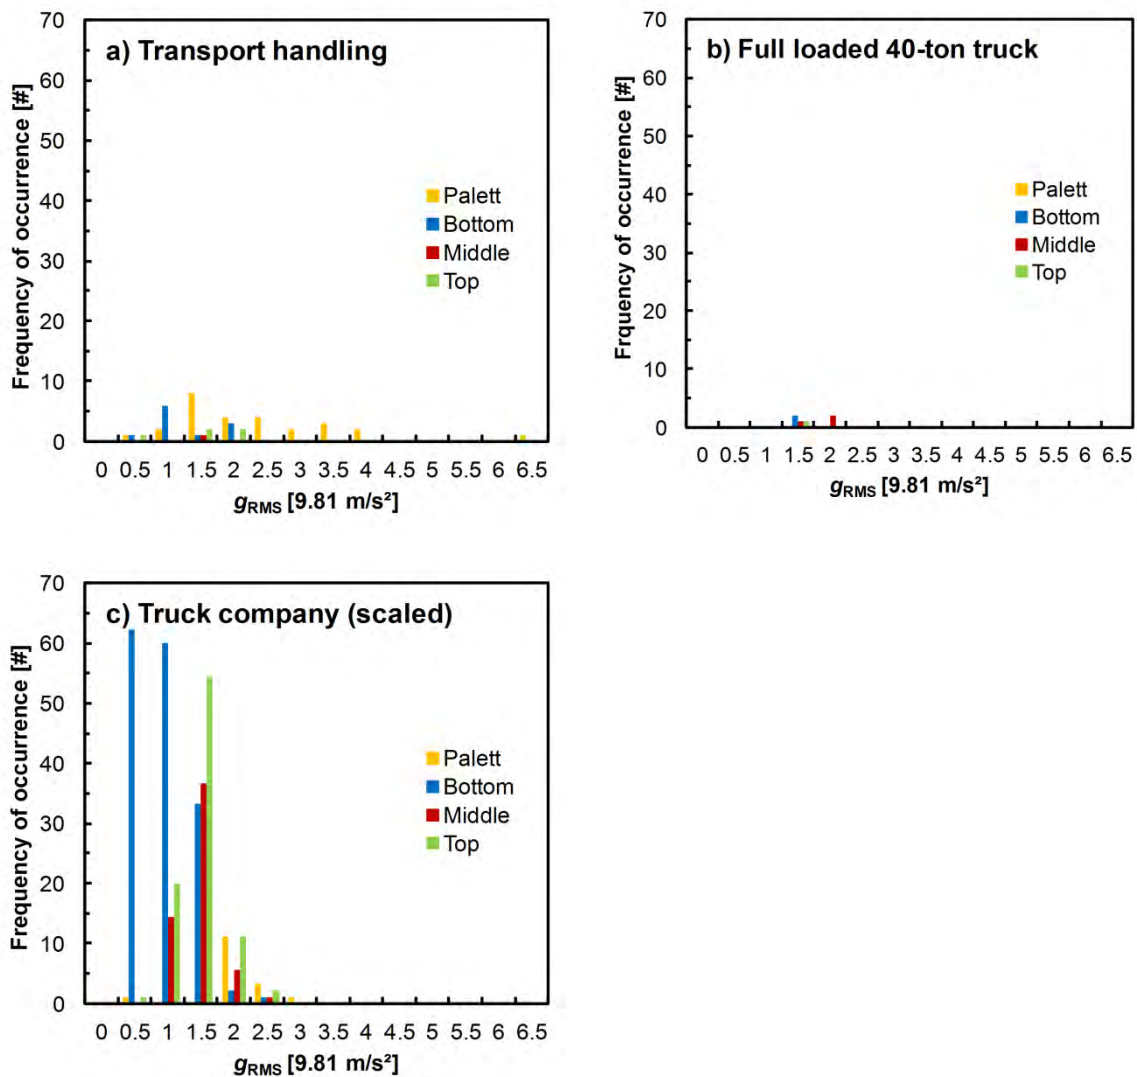 a) Transport handling
Frequency of occurrence [#]
70
60
50
40
30
20
10
0
Palett
Bottom
Middle
Top
0 0.5 1 1.5 2 2.5 3 3.5 4 4.5 5 5.5 6 6.5
gRMS [9.81 m/s²]
b) Full loaded 40-ton truck
Frquency of occurrence [#]
70
60
50
40
30
20
10
0
Palett
Bottom
Middle
Top
0 0.5 1 1.5 2 2.5 3 3.5 4 4.5 5 5.5 6 6.5
gRMS [9.81 m/s²]
c) Truck company (scaled)
Frequency of occurrence [#]
70
60
50
40
30
20
10
0
Palett
Bottom
Middle
Top
0 0.5 1 1.5 2 2.5 3 3.5 4 4.5 5 5.5 6 6.5
gRMS [9.81 m/s²]